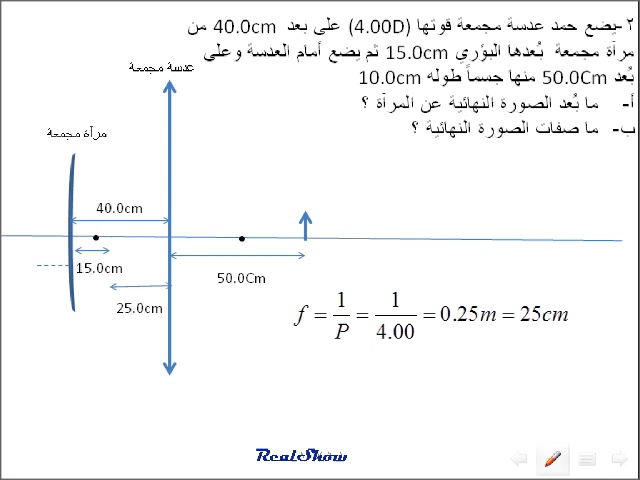 ٢-يضع حمد عدسة مجمعة قوتها (4.00D) على بعد 40.0cm من
مرآة مجمعة بُعدها البؤري 15.0cm ثم يضع أمام العدسة وعلى
بُعد 50.0Cm منها جسماً طوله 10.0cm
أ- ما بُعد الصورة النهائية عن المرآة ؟
ب- ما صفات الصورة النهائية ؟
عدسة مجمعة
مرآة مجمعة
40.0cm
15.0cm
50.0Cm
25.0cm
f = 1/P = 1/4.00 = 0.25m = 25cm
RealShow